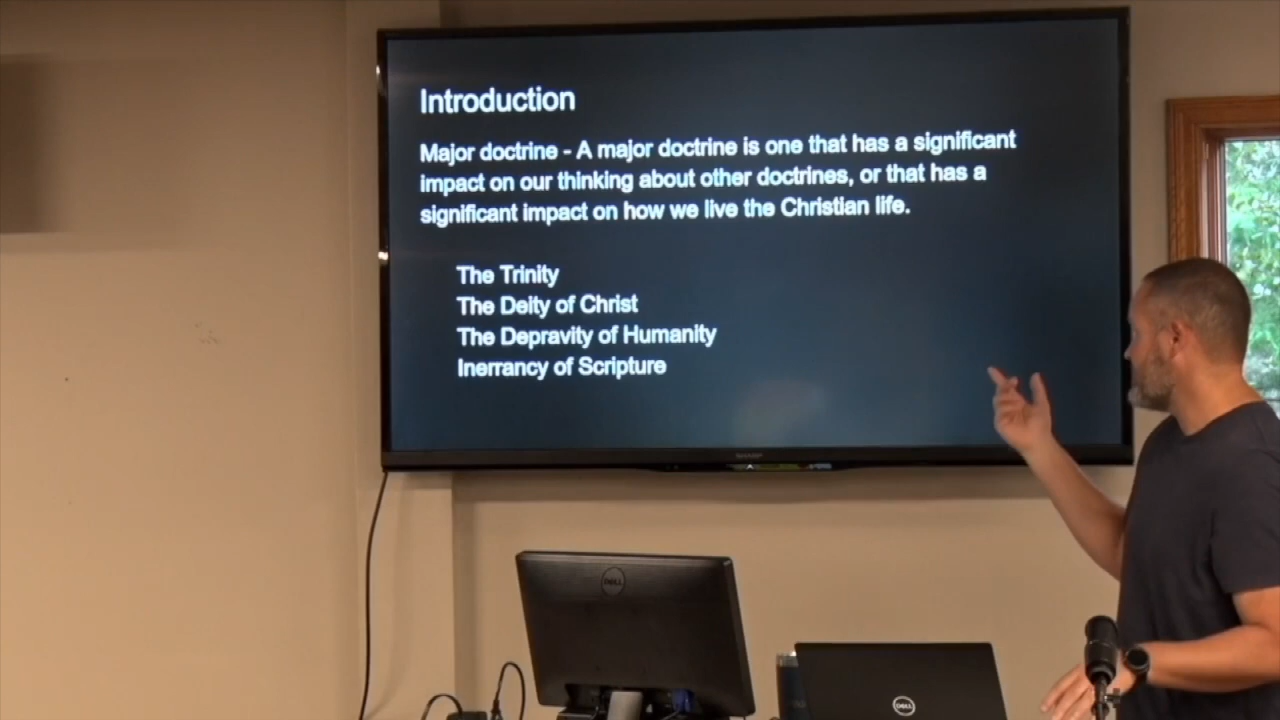 Introduction
Major doctrine - A major doctrine is one that has a significant
impact on our thinking about other doctrines, or that has a
significant impact on how we live the Christian life.
The Trinity
The Deity of Christ
The Depravity of Humanity
Inerrancy of Scripture
SHARP
DELL
DELL